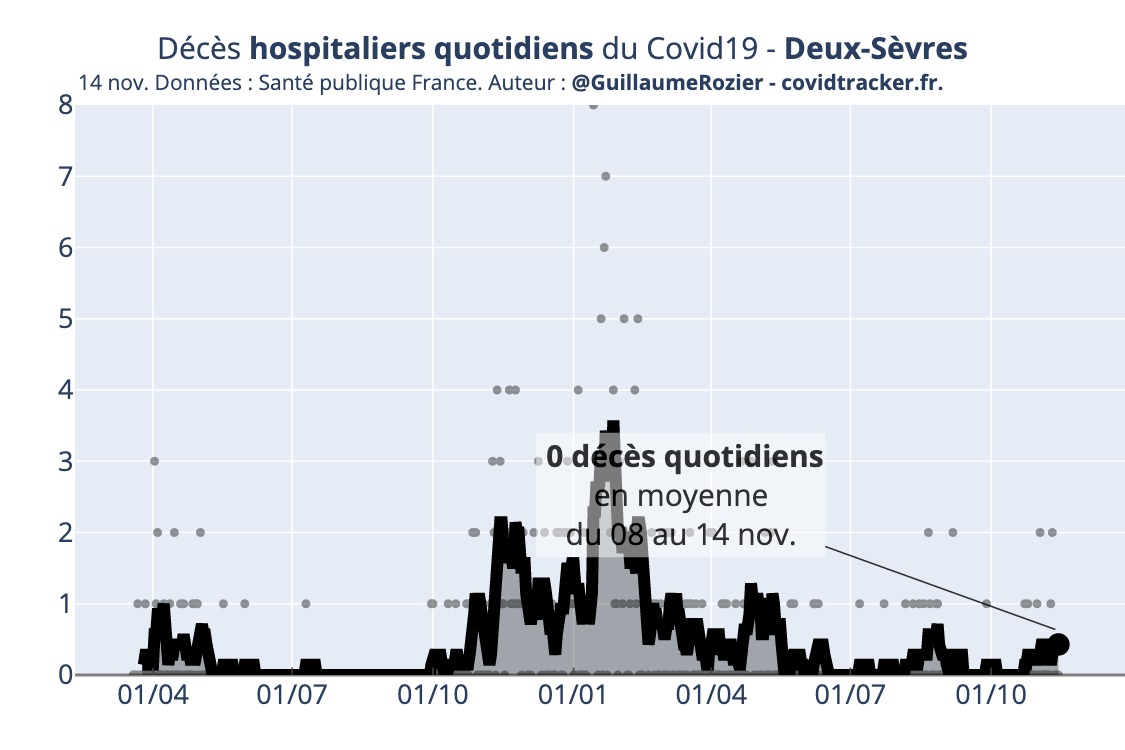 Décès hospitaliers quotidiens du Covid19 - Deux-Sèvres
14 nov. Données : Santé publique France. Auteur : @GuillaumeRozier - covidtracker.fr.
8
7
6
5
4
3
2
1
0
0 décès quotidiens
en moyenne
du 08 au 14 nov.
01/04 01/07 01/10 01/01 01/04 01/07 01/10